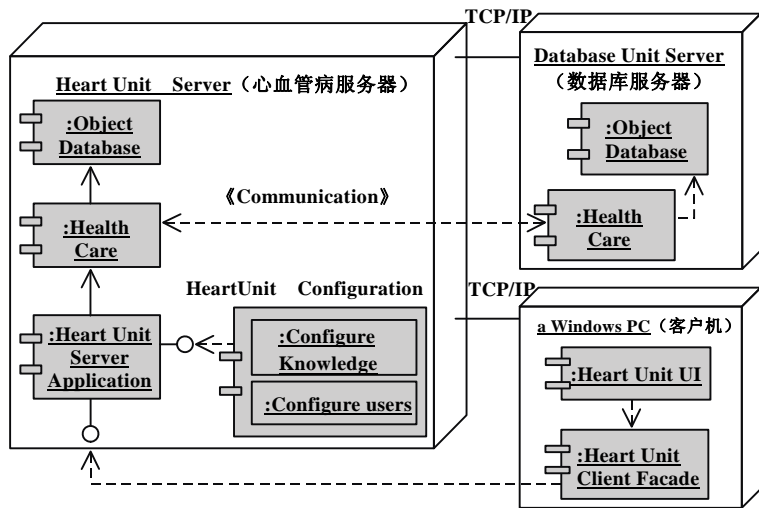 TCP/IP
Heart Unit Server（心血管病服务器）
:Object
Database
:Health
Care
:Heart Unit
Server
Application
《Communication》
HeartUnit Configuration
:Configure
Knowledge
:Configure users
Database Unit Server
（数据库服务器）
:Object
Database
:Health
Care
TCP/IP
a Windows PC（客户机）
:Heart Unit UI
:Heart Unit
Client Facade